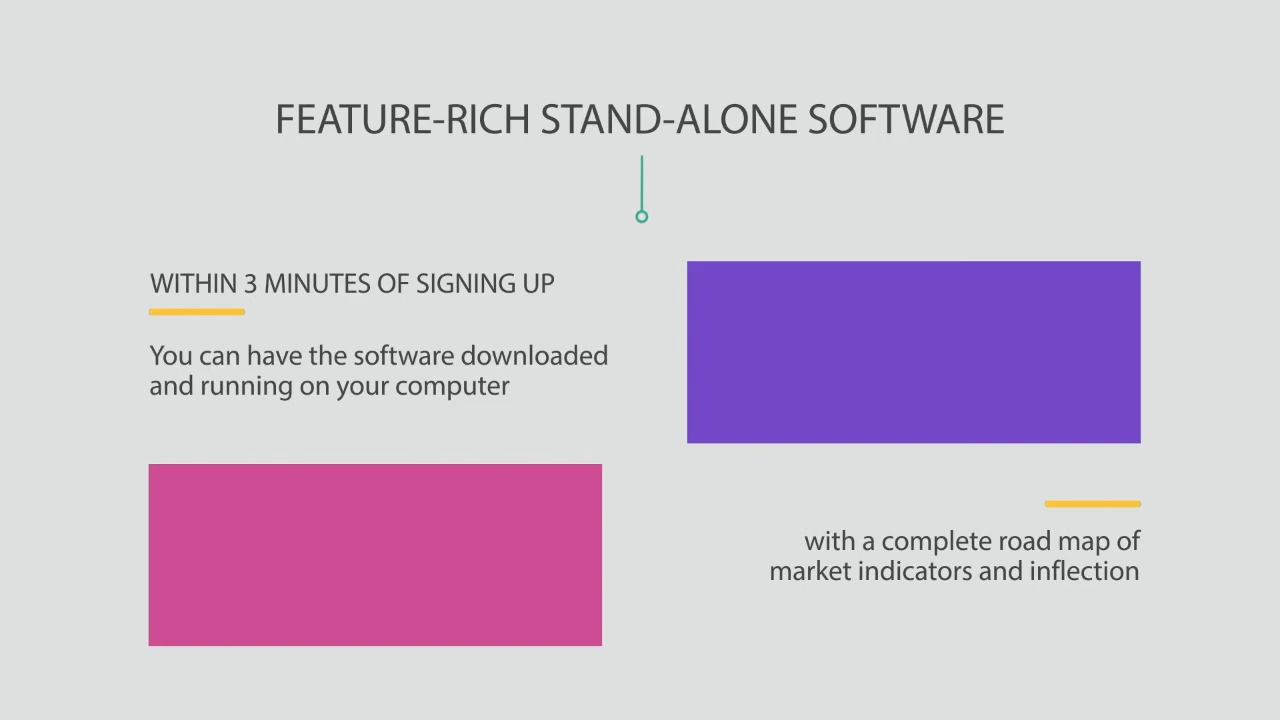 FEATURE-RICH STAND-ALONE SOFTWARE
WITHIN 3 MINUTES OF SIGNING UP
You can have the software downloaded
and running on your computer
with a complete road map of
market indicators and inflection